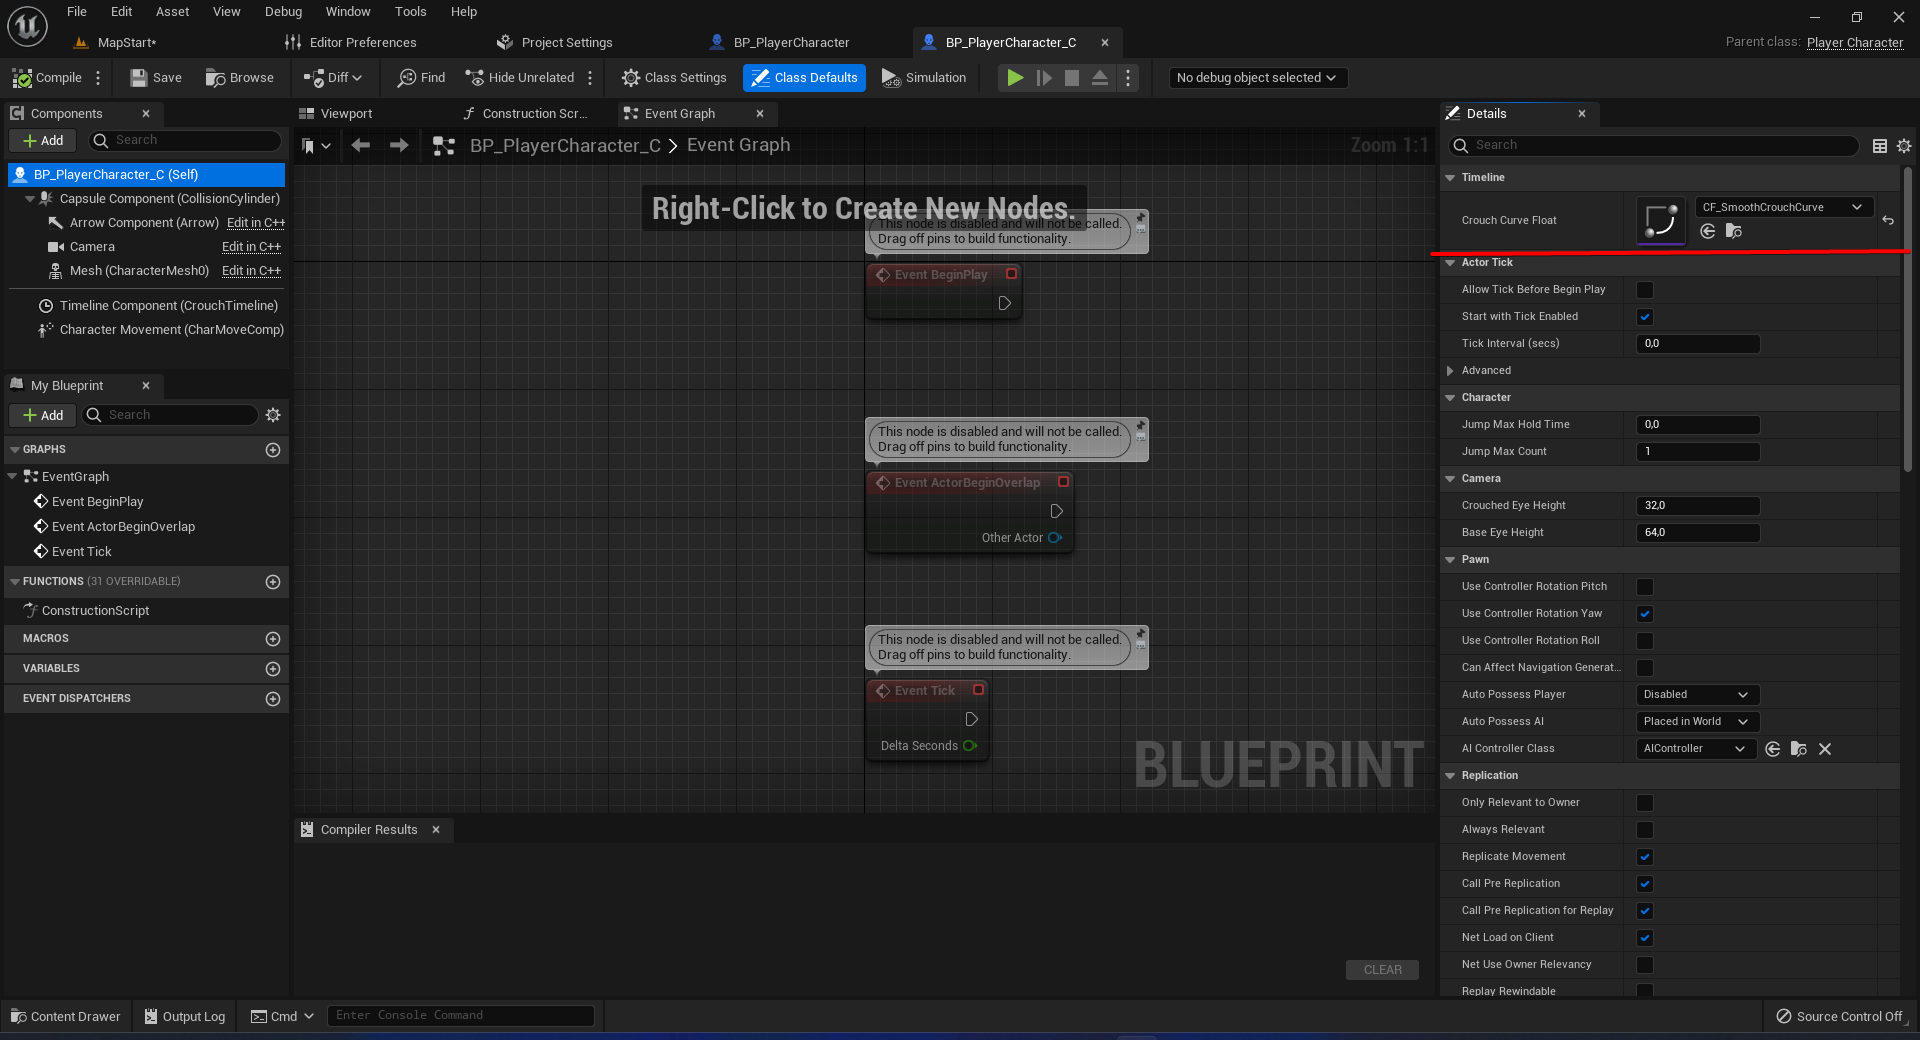 File Edit Asset View Debug Window Tools Help
MapStart* Editor Preferences Project Settings BP_PlayerCharacter BP_PlayerCharacter_C
Parent class: Player Character
Compile Save Browse Diff Find Hide Unrelated Class Settings Class Defaults Simulation No debug object selected
Components
Add
Search
BP_PlayerCharacter_C (Self)
Capsule Component (CollisionCylinder)
Arrow Component (Arrow) Edit in C++
Camera Edit in C++
Mesh (CharacterMesh0) Edit in C++
Timeline Component (CrouchTimeline)
Character Movement (CharMoveComp)
My Blueprint
Add
Search
GRAPHS
EventGraph
Event BeginPlay
Event ActorBeginOverlap
Event Tick
FUNCTIONS (31 OVERRIDABLE)
ConstructionScript
MACROS
VARIABLES
EVENT DISPATCHERS
Viewport Construction Scr... Event Graph
BP_PlayerCharacter_C > Event Graph
Zoom 1:1
Right-Click to Create New Nodes.
This node is disabled and will not be called.
Drag off pins to build functionality.
Event BeginPlay
This node is disabled and will not be called.
Drag off pins to build functionality.
Event ActorBeginOverlap
Other Actor
This node is disabled and will not be called.
Drag off pins to build functionality.
Event Tick
Delta Seconds
BLUEPRINT
Compiler Results
CLEAR
Details
Search
Timeline
Crouch Curve Float CF_SmoothCrouchCurve
Actor Tick
Allow Tick Before Begin Play
Start with Tick Enabled
Tick Interval (secs) 0,0
Advanced
Character
Jump Max Hold Time 0,0
Jump Max Count 1
Camera
Crouched Eye Height 32,0
Base Eye Height 64,0
Pawn
Use Controller Rotation Pitch
Use Controller Rotation Yaw
Use Controller Rotation Roll
Can Affect Navigation Generat...
Auto Possess Player Disabled
Auto Possess AI Placed in World
AI Controller Class AIController
Replication
Only Relevant to Owner
Always Relevant
Replicate Movement
Call Pre Replication
Call Pre Replication for Replay
Net Load on Client
Net Use Owner Relevancy
Replay Rewindable
Content Drawer Output Log Cmd Enter Console Command Source Control Off